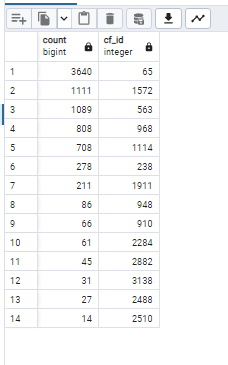 count bigint cf_id integer
1 3640 65
2 1111 1572
3 1089 563
4 808 968
5 708 1114
6 278 238
7 211 1911
8 86 948
9 66 910
10 61 2284
11 45 2882
12 31 3138
13 27 2488
14 14 2510